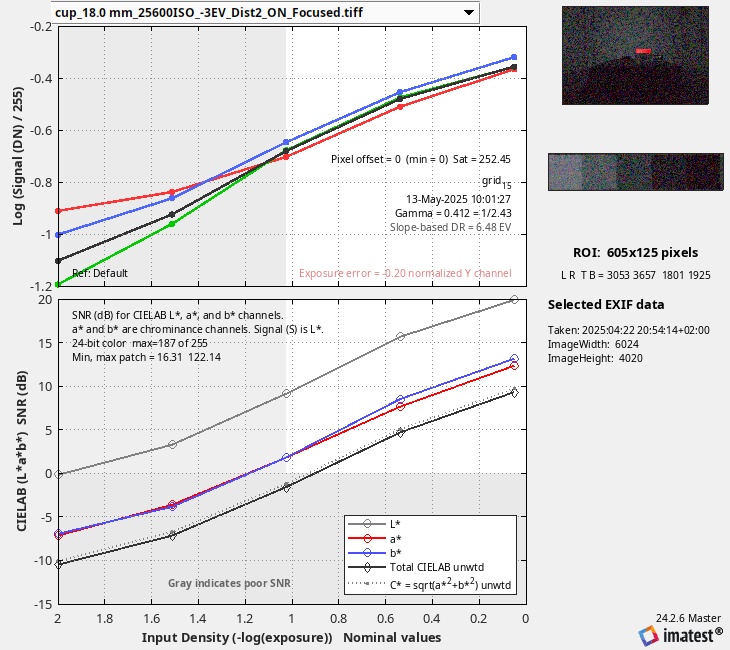 cup_18.0 mm_25600ISO_-3EV_Dist2_ON_Focused.tiff
-0.2
-0.4
-0.6
-0.8
-1
-1.2
Log (Signal (DN) / 255)
Pixel offset = 0 (min = 0) Sat = 252.45
grid_15
13-May-2025 10:01:27
Gamma = 0.412 = 1/2.43
Slope-based DR = 6.48 EV
Ref: Default
Exposure error = -0.20 normalized Y channel
20
15
10
5
0
-5
-10
-15
CIELAB (L*a*b*) SNR (dB)
SNR (dB) for CIELAB L*, a*, and b* channels.
a* and b* are chrominance channels. Signal (S) is L*.
24-bit color max=187 of 255
Min, max patch = 16.31 122.14
L*
a*
b*
Total CIELAB unwtd
C* = sqrt(a*²+b*²) unwtd
Gray indicates poor SNR
2 1.8 1.6 1.4 1.2 1 0.8 0.6 0.4 0.2 0
Input Density (-log(exposure)) Nominal values
ROI: 605x125 pixels
L R T B = 3053 3657 1801 1925
Selected EXIF data
Taken: 2025:04:22 20:54:14+02:00
ImageWidth: 6024
ImageHeight: 4020
24.2.6 Master
imatest®